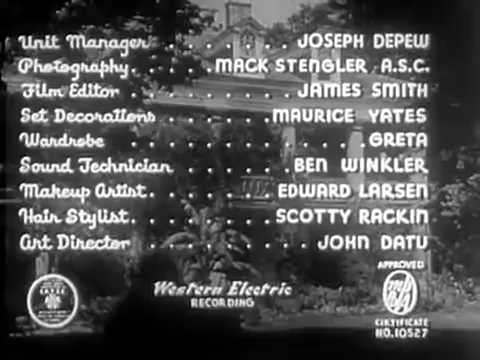 Unit Manager . . . . . . . JOSEPH DEPEW
Photography. . . . . MACK STENGLER A.S.C.
Film Editor . . . . . . . . . JAMES SMITH
Set Decorations . . . . . . MAURICE YATES
Wardrobe . . . . . . . . . . . . GRETA
Sound Technician . . . . . . BEN WINKLER
Makeup Artist. . . . . . . EDWARD LARSEN
Hair Stylist. . . . . . . . SCOTTY RACKIN
Art Director . . . . . . . . . JOHN DATU
Western Electric
RECORDING
APPROVED
CERTIFICATE
NO. 10527